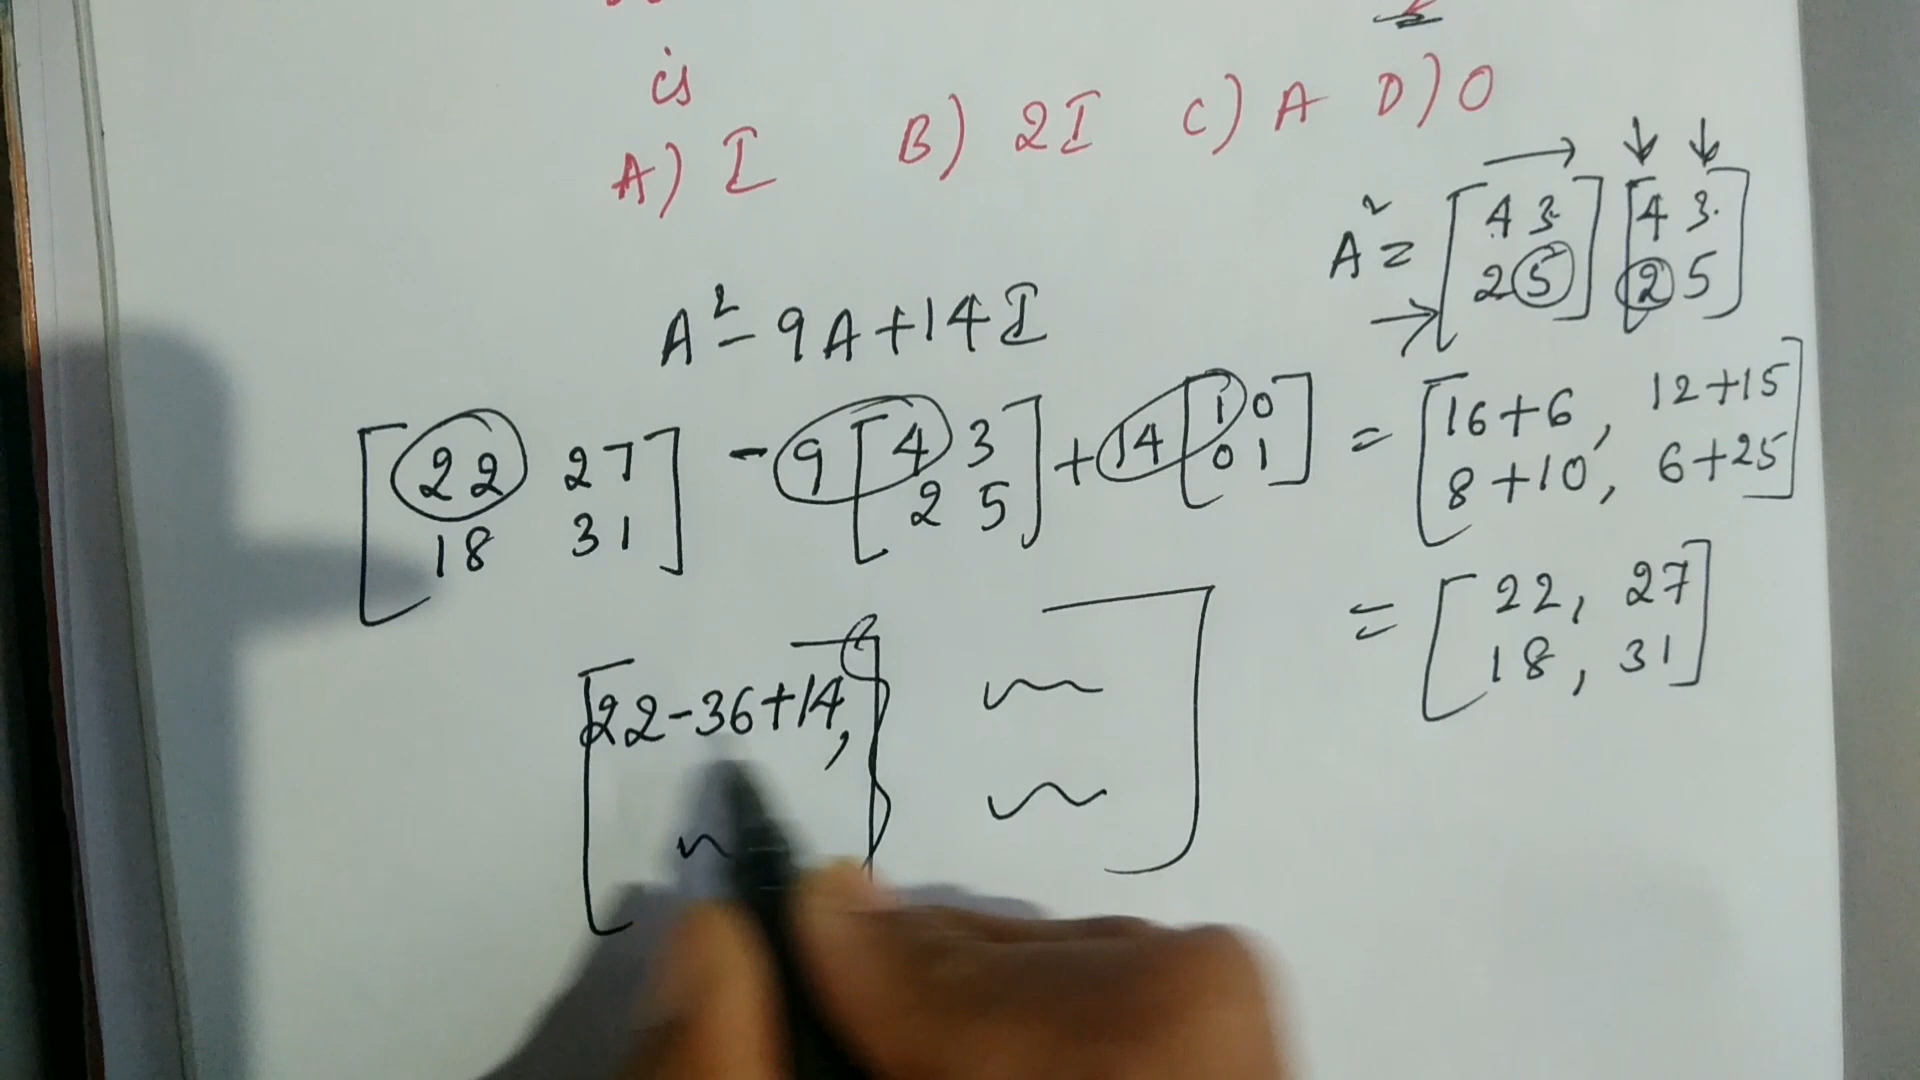 is
A) I B) 2I C) A D) 0
A² = [4 3 2 5] [4 3 2 5]
A² - 9A + 14I
[22 27 18 31] - 9 [4 3 2 5] + 14 [1 0 0 1]
= [16+6, 12+15 8+10, 6+25]
= [22, 27 18, 31]
[22-36+14,